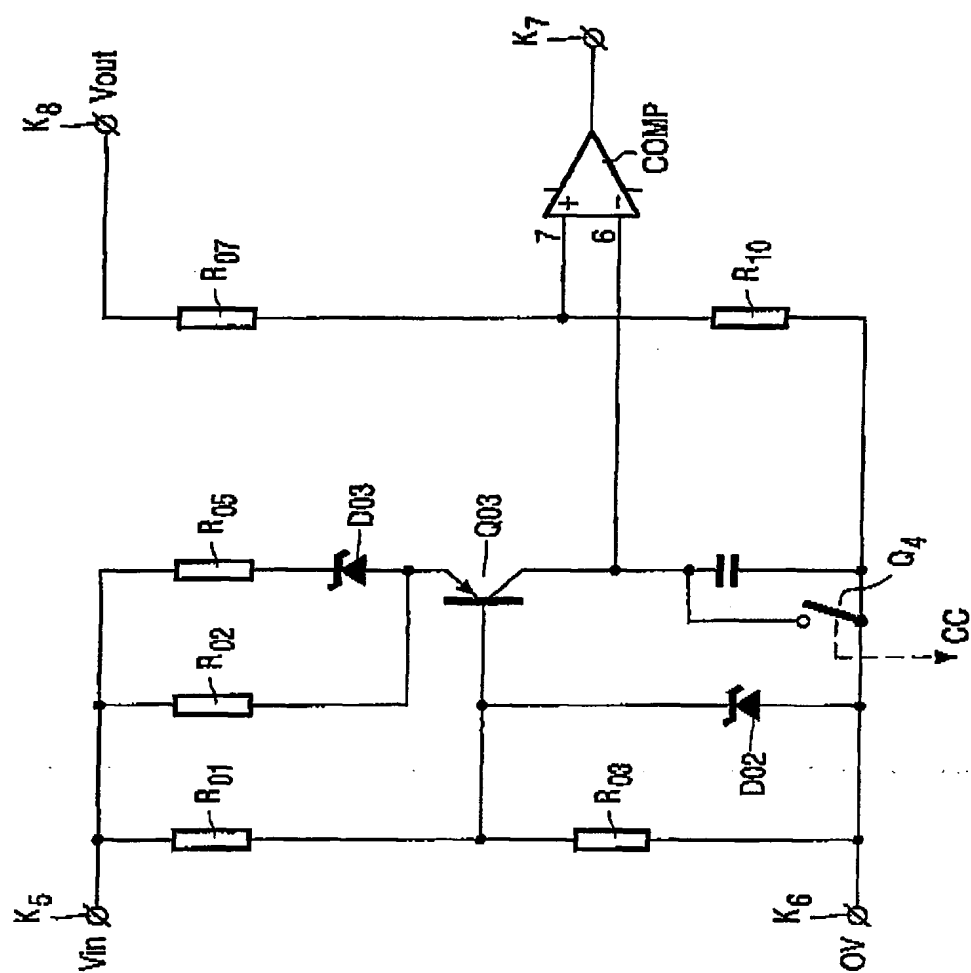 K7
K8
Vout
COMP
+
-
7
6
R07
R10
R05
D03
Q03
Q4
CC
R02
D02
R01
R03
K5
Vin
K6
0V